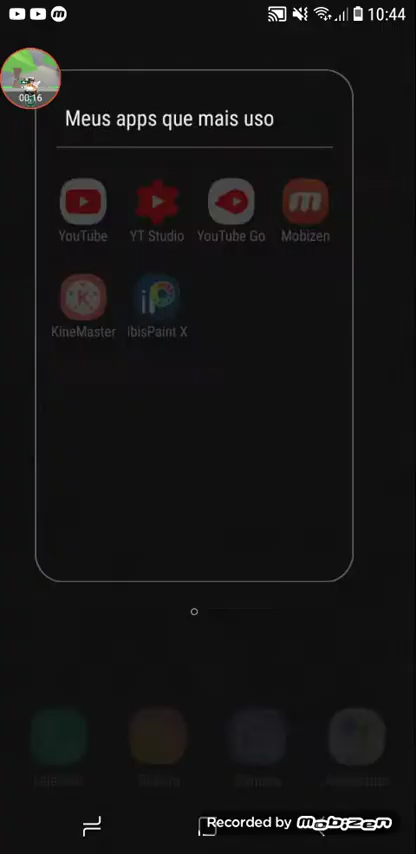 10:44
00:16
Meus apps que mais uso
YouTube YT Studio YouTube Go Mobizen
KineMaster ibisPaint X
Recorded by mobizen